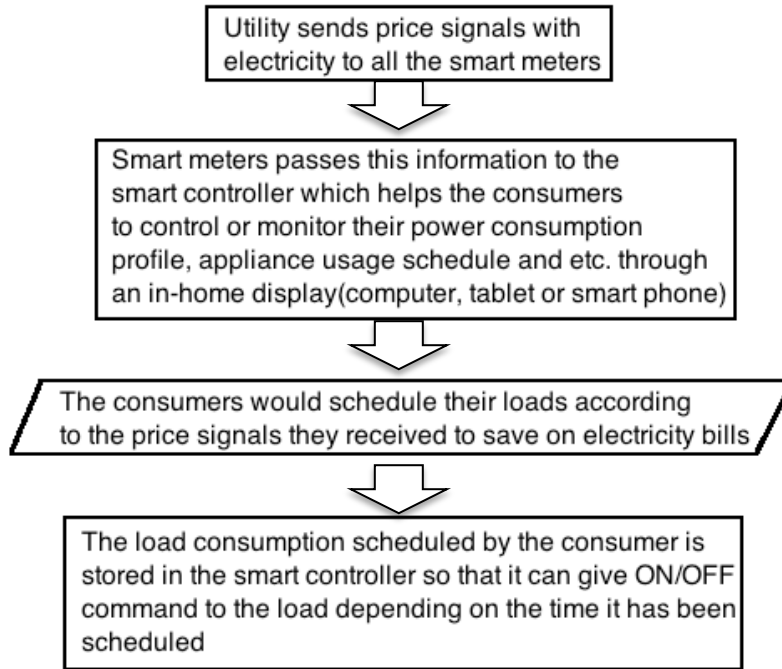 Utility sends price signals with
electricity to all the smart meters
Smart meters passes this information to the
smart controller which helps the consumers
to control or monitor their power consumption
profile, appliance usage schedule and etc. through
an in-home display(computer, tablet or smart phone)
The consumers would schedule their loads according
to the price signals they received to save on electricity bills
The load consumption scheduled by the consumer is
stored in the smart controller so that it can give ON/OFF
command to the load depending on the time it has been
scheduled